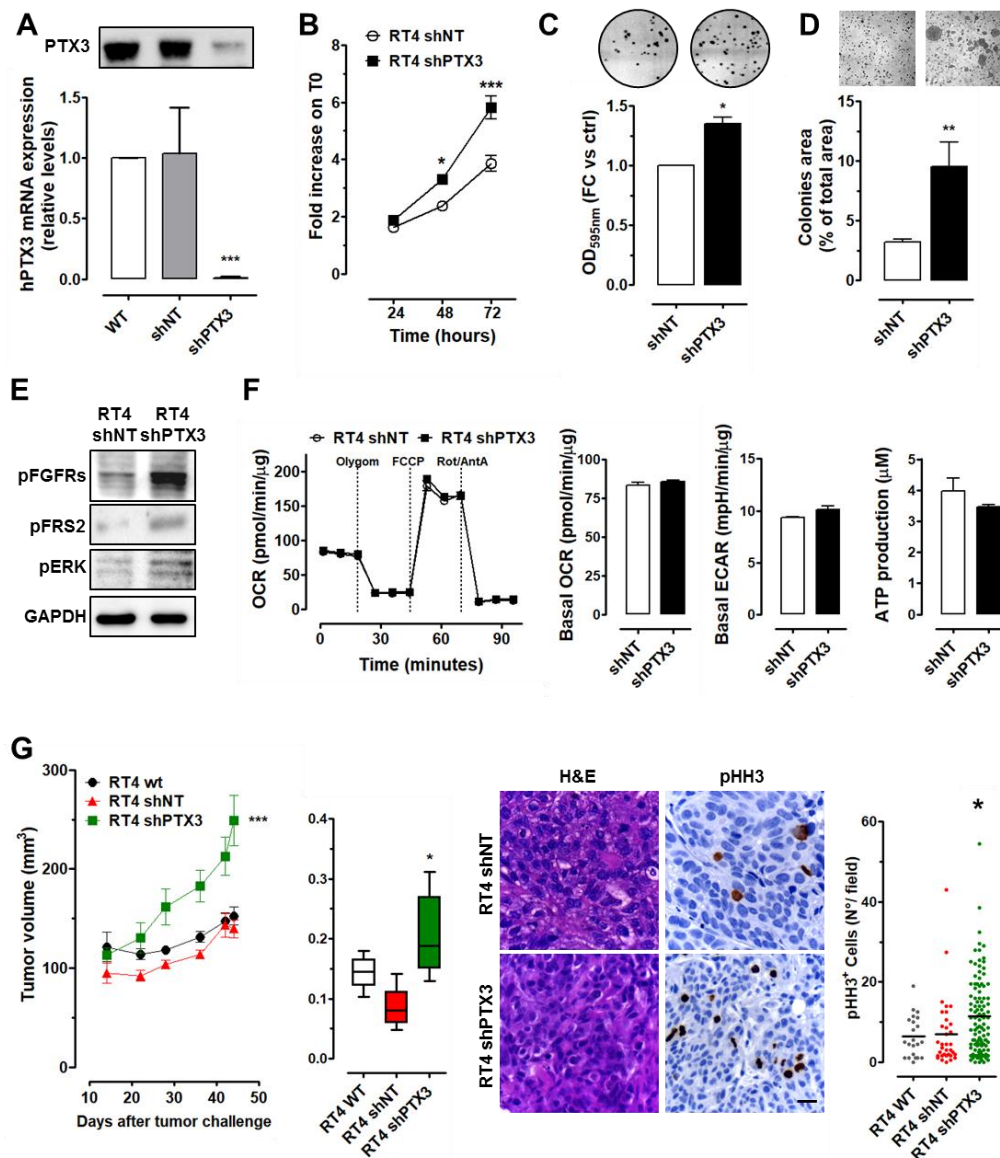 A
PTX3
hPTX3 mRNA expression
(relative levels)
1.5
1.0
0.5
0.0
***
WT
shNT
shPTX3
B
RT4 shNT
RT4 shPTX3
Fold increase on T0
8
6
4
2
0
*
***
24 48 72
Time (hours)
C
OD595nm (FC vs ctrl)
1.5
1.0
0.5
0.0
*
shNT
shPTX3
D
Colonies area
(% of total area)
15
10
5
0
**
shNT
shPTX3
E
RT4 RT4
shNT shPTX3
pFGFRs
pFRS2
pERK
GAPDH
F
RT4 shNT RT4 shPTX3
Olygom FCCP Rot/AntA
OCR (pmol/min/µg)
200
150
100
50
0
0 30 60 90
Time (minutes)
Basal OCR (pmol/min/µg)
100
75
50
25
0
shNT
shPTX3
Basal ECAR (mpH/min/µg)
15
10
5
0
shNT
shPTX3
ATP production (µM)
5
4
3
2
1
0
shNT
shPTX3
G
RT4 wt
RT4 shNT
RT4 shPTX3
***
Tumor volume (mm3)
300
200
100
0
10 20 30 40 50
Days after tumor challenge
0.4
0.3
0.2
0.1
0.0
*
RT4 WT
RT4 shNT
RT4 shPTX3
H&E pHH3
RT4 shNT
RT4 shPTX3
pHH3+ Cells (N°/ field)
60
40
20
0
*
RT4 WT
RT4 shNT
RT4 shPTX3